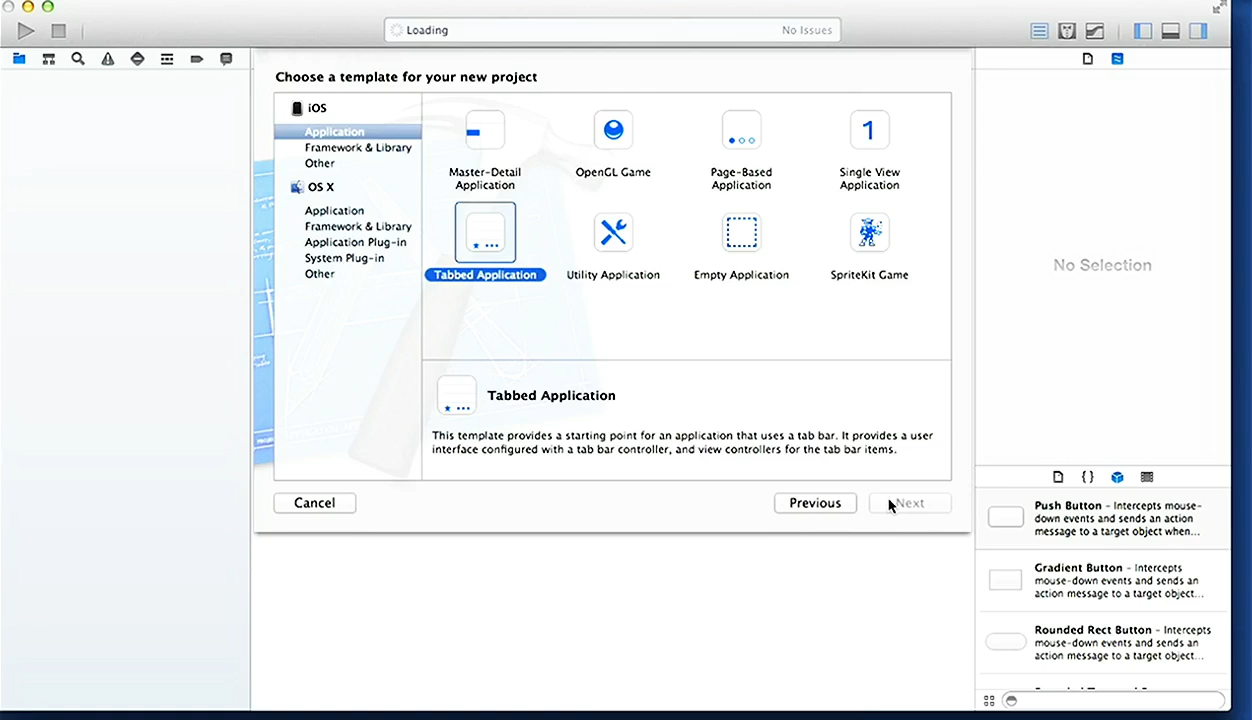 Loading
No Issues
Choose a template for your new project
iOS
Application
Framework & Library
Other
OS X
Application
Framework & Library
Application Plug-in
System Plug-in
Other
Master-Detail
Application
OpenGL Game
Page-Based
Application
1
Single View
Application
Tabbed Application
Utility Application
Empty Application
SpriteKit Game
Tabbed Application
This template provides a starting point for an application that uses a tab bar. It provides a user
interface configured with a tab bar controller, and view controllers for the tab bar items.
Cancel
Previous
Next
No Selection
{ }
Push Button - Intercepts mouse-
down events and sends an action
message to a target object when...
Gradient Button - Intercepts
mouse-down events and sends an
action message to a target object...
Rounded Rect Button - Intercepts
mouse-down events and sends an
action message to a target object...